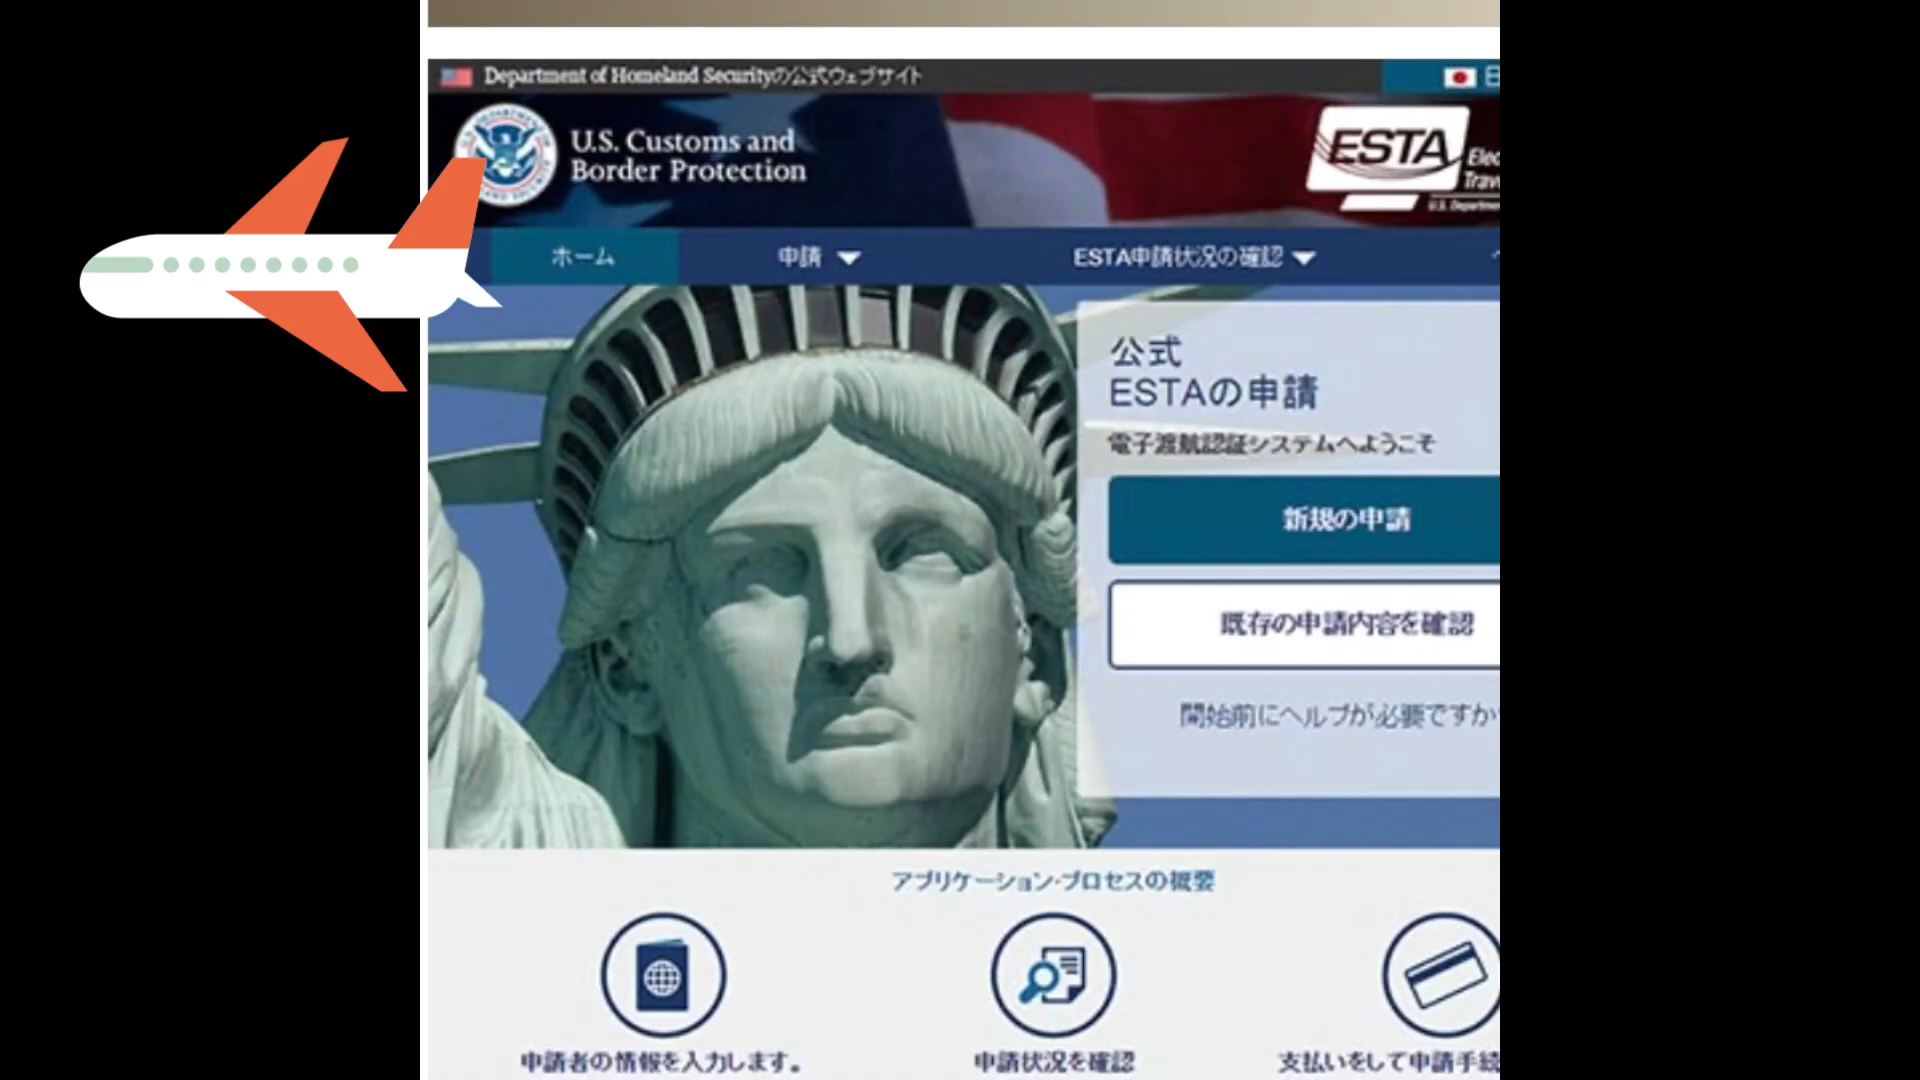 Department of Homeland Securityの公式ウェブサイト
U.S. Customs and
Border Protection
ESTA
U.S.
ホーム
申請
ESTA申請状況の確認
公式
ESTAの申請
電子渡航認証システムへようこそ
新規の申請
既存の申請内容を確認
開始前にヘルプが必要ですか
アプリケーション・プロセスの概要
申請者の情報を入力します。
申請状況を確認
支払いをして申請手続